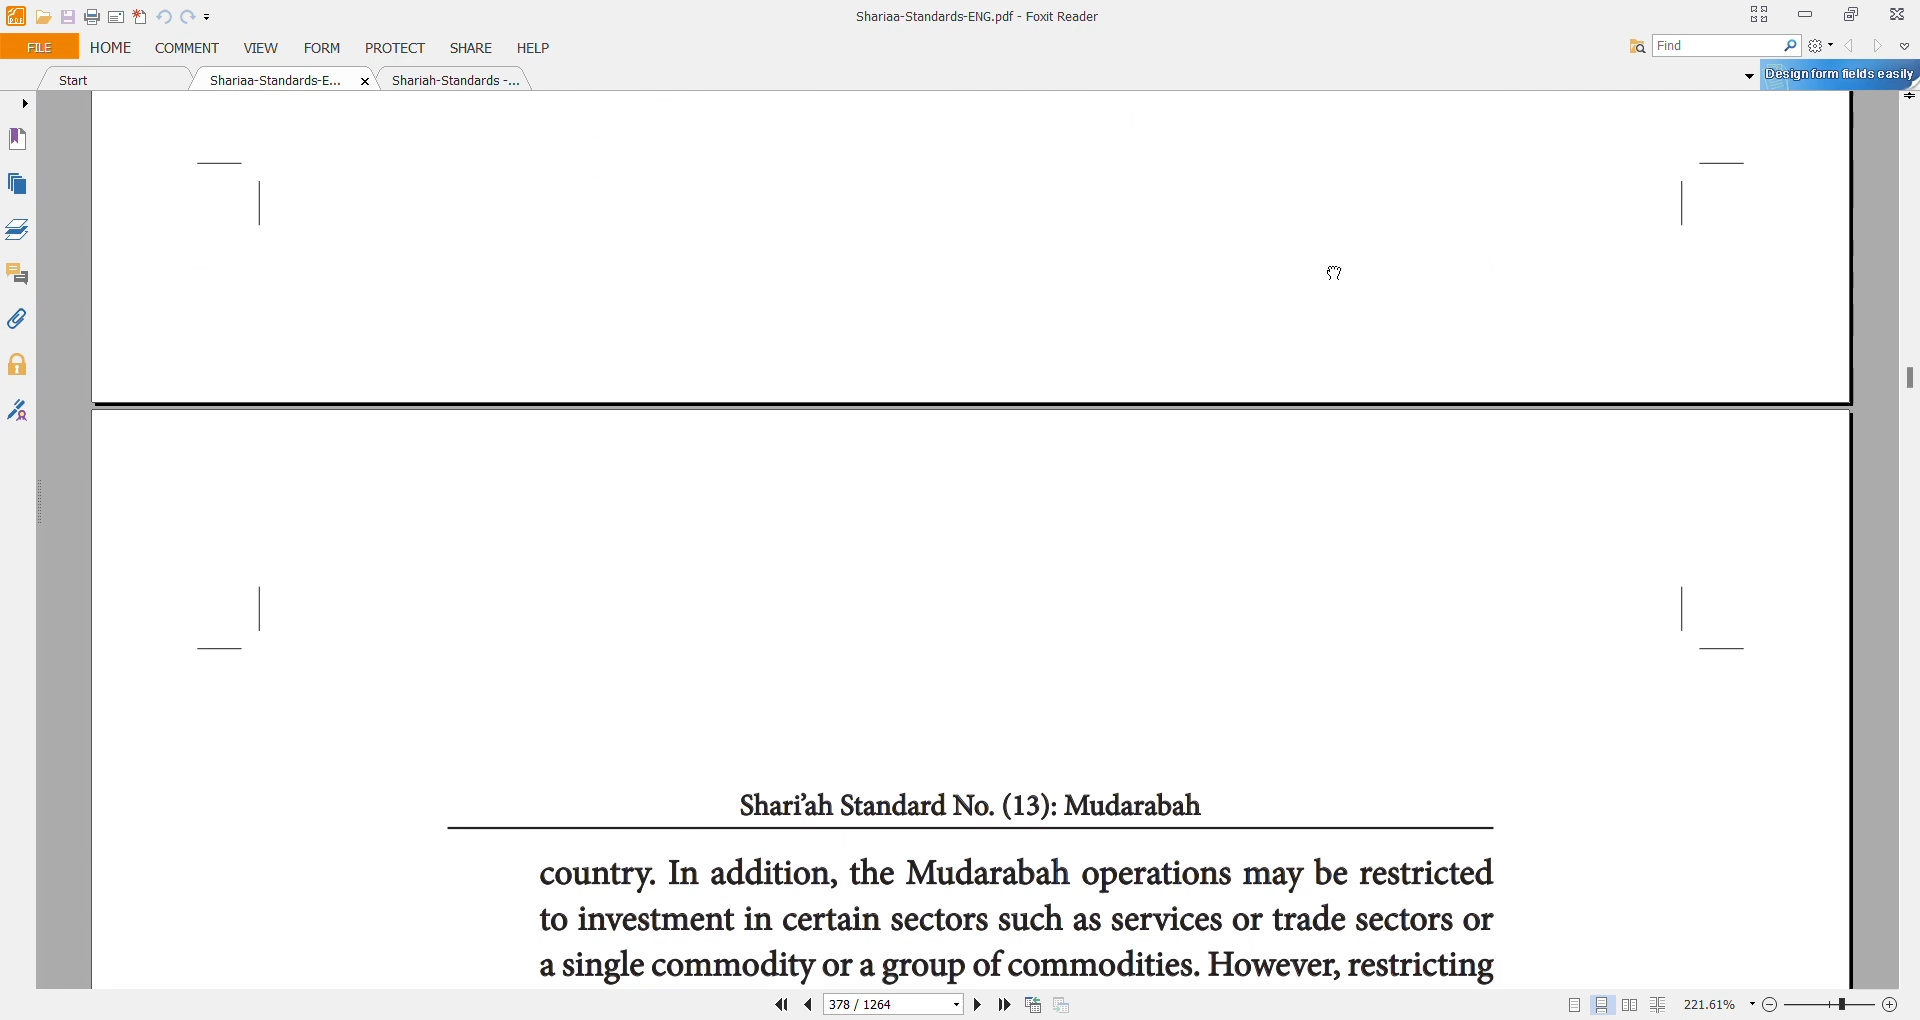 Shariaa-Standards-ENG.pdf - Foxit Reader
FILE HOME COMMENT VIEW FORM PROTECT SHARE HELP
Find
Start Shariaa-Standards-E... Shariah-Standards -...
Design form fields easily
Shari’ah Standard No. (13): Mudarabah
country. In addition, the Mudarabah operations may be restricted
to investment in certain sectors such as services or trade sectors or
a single commodity or a group of commodities. However, restricting
378 / 1264
221.61%